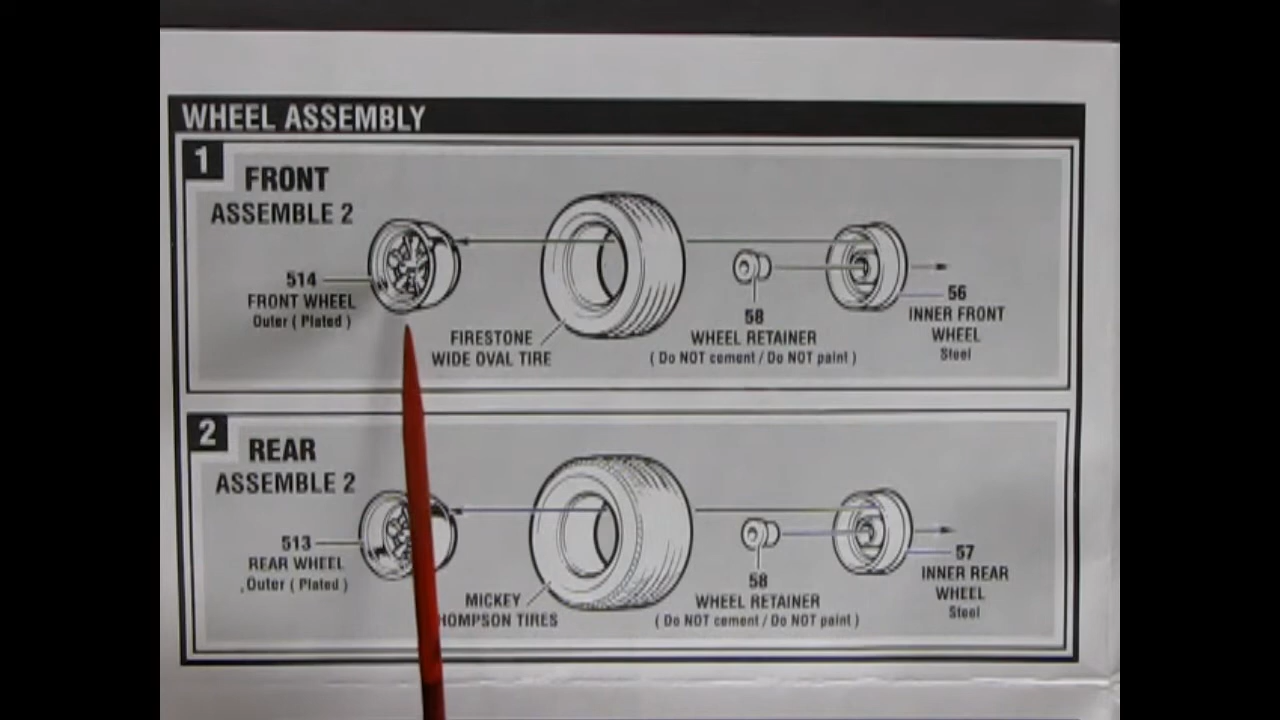 WHEEL ASSEMBLY
1
FRONT
ASSEMBLE 2
514
FRONT WHEEL
Outer ( Plated )
FIRESTONE
WIDE OVAL TIRE
58
WHEEL RETAINER
( Do NOT cement / Do NOT paint )
56
INNER FRONT
WHEEL
Steel
2
REAR
ASSEMBLE 2
513
REAR WHEEL
Outer ( Plated )
MICKEY
HOMPSON TIRES
58
WHEEL RETAINER
( Do NOT cement / Do NOT paint )
57
INNER REAR
WHEEL
Steel